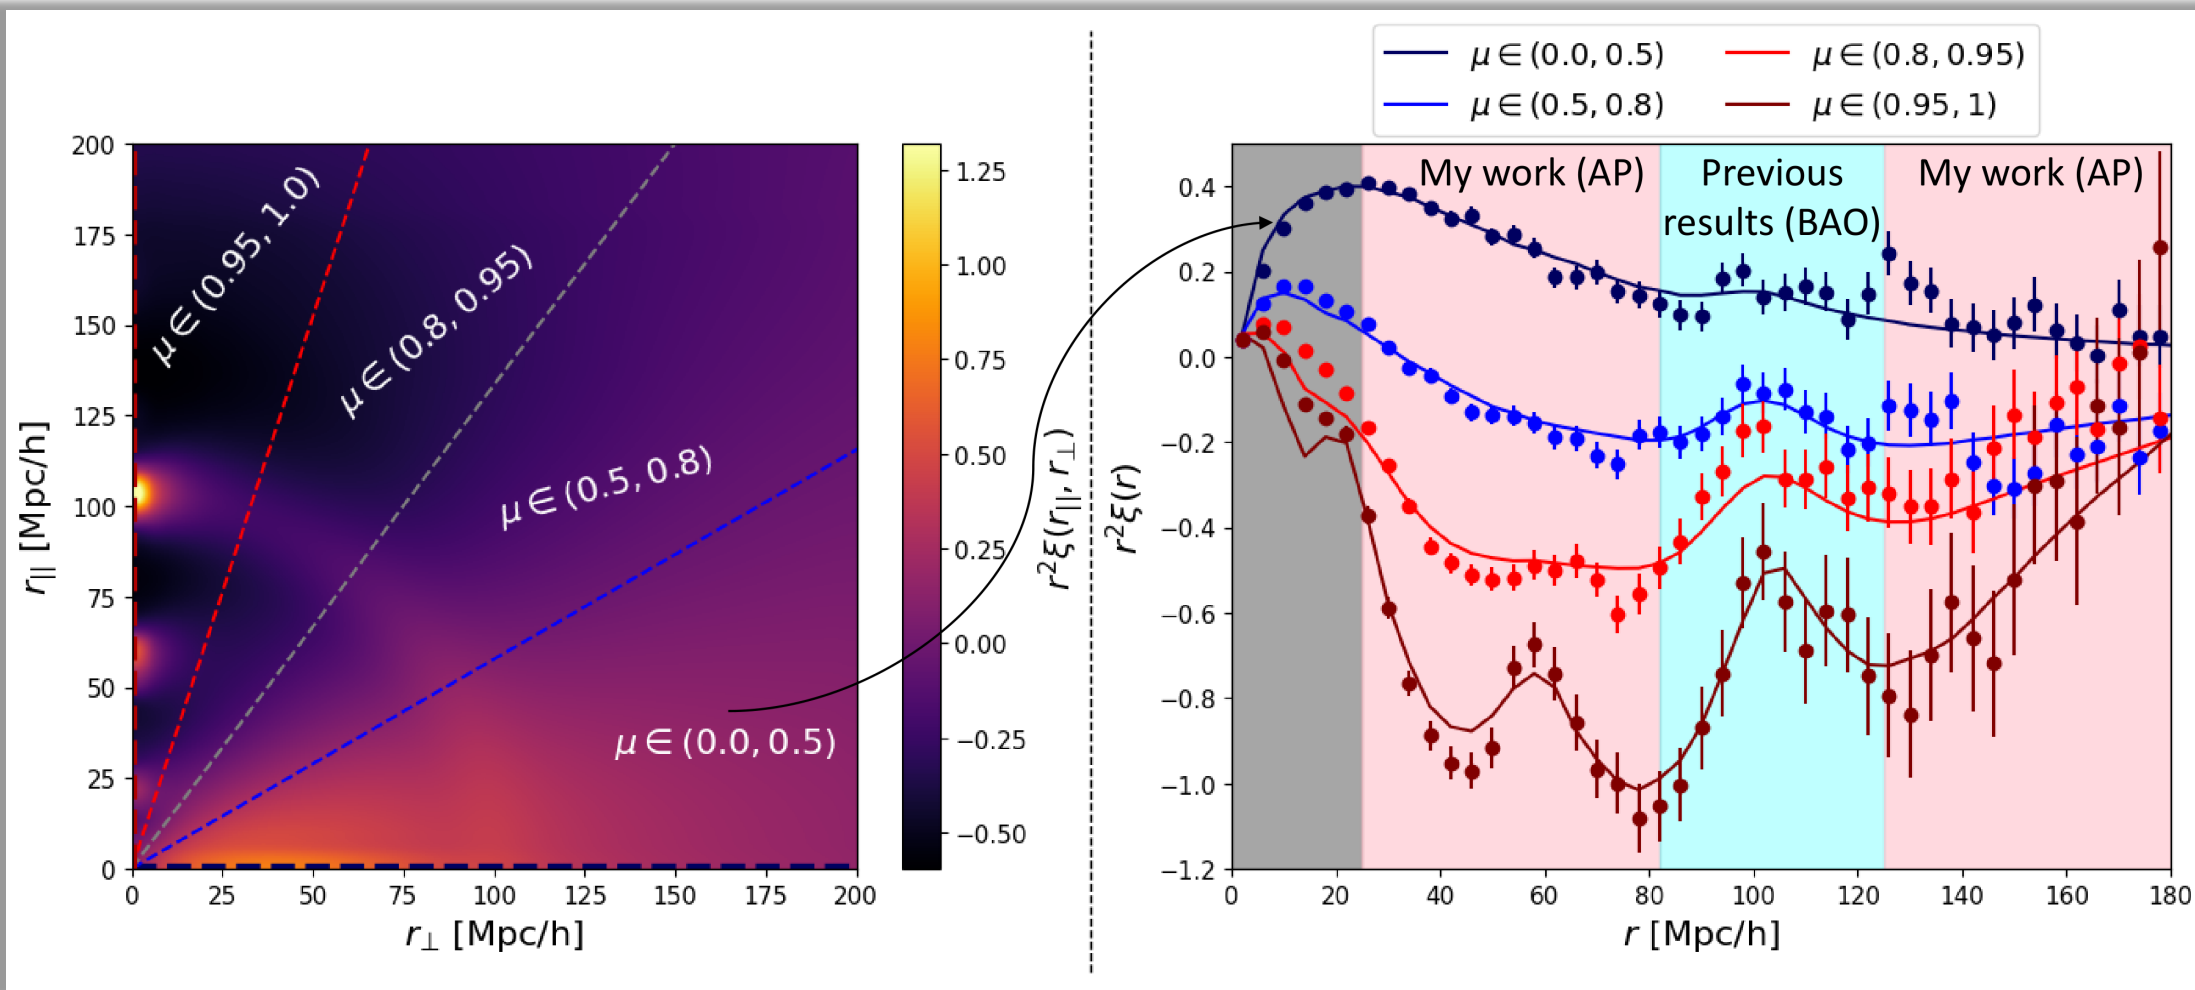 200
175
150
125
100
75
50
25
0
r∥ [Mpc/h]
0 25 50 75 100 125 150 175 200
r⊥ [Mpc/h]
μ ∈ (0.95, 1.0)
μ ∈ (0.8, 0.95)
μ ∈ (0.5, 0.8)
μ ∈ (0.0, 0.5)
1.25
1.00
0.75
0.50
0.25
0.00
−0.25
−0.50
r²ξ(r∥, r⊥)
μ ∈ (0.0, 0.5)
μ ∈ (0.5, 0.8)
μ ∈ (0.8, 0.95)
μ ∈ (0.95, 1)
My work (AP)
Previous
results (BAO)
My work (AP)
0.4
0.2
0.0
−0.2
−0.4
−0.6
−0.8
−1.0
−1.2
r²ξ(r)
0 20 40 60 80 100 120 140 160 180
r [Mpc/h]